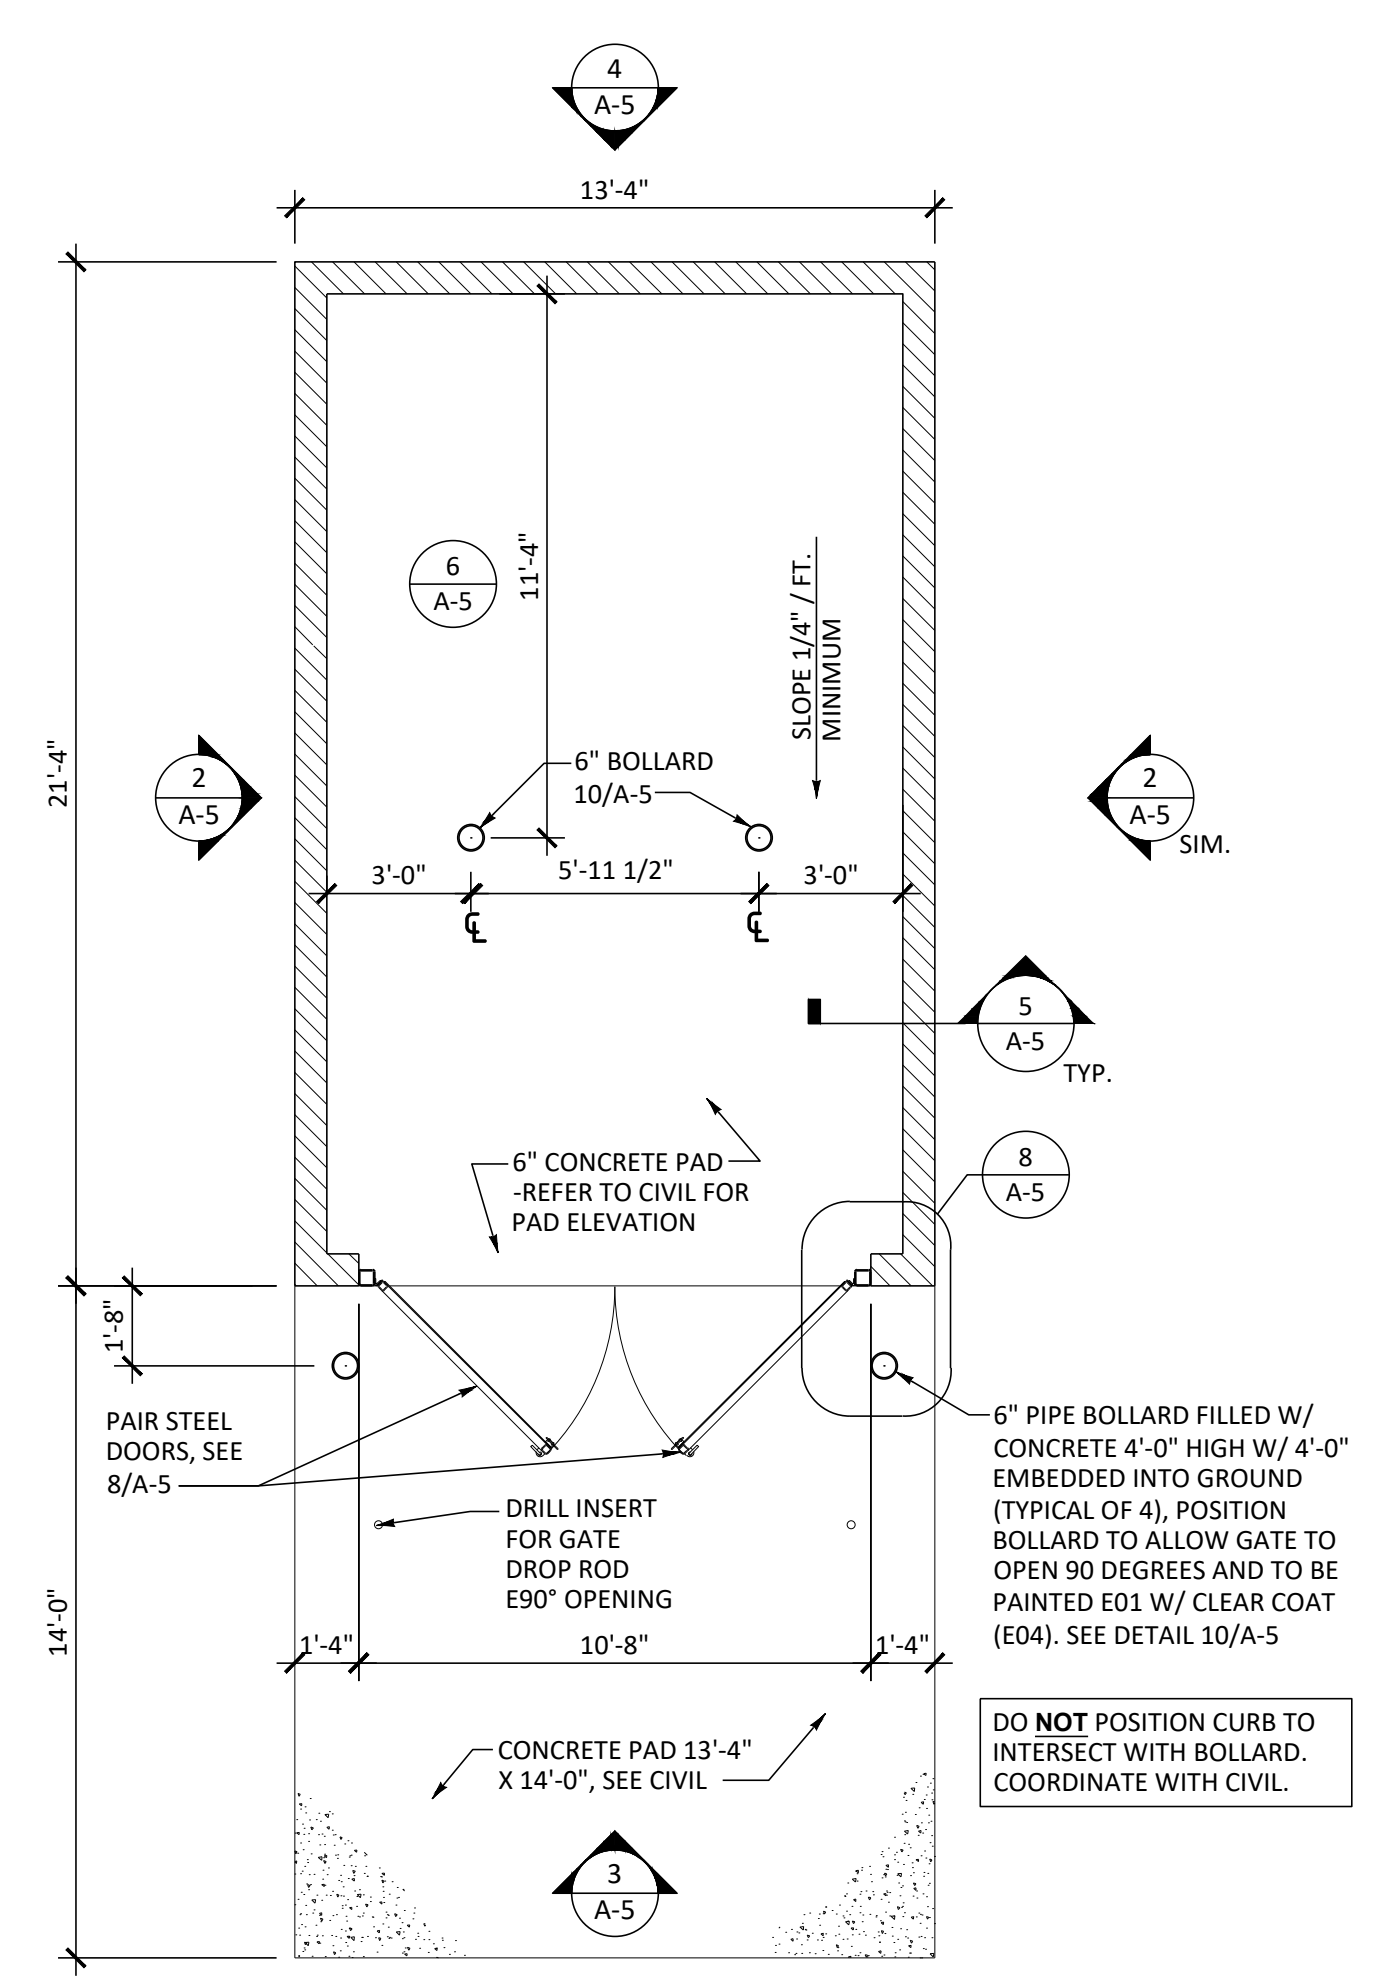 4
A-5
13'-4"
21'-4"
11'-4"
6
A-5
SLOPE 1/4" / FT.
MINIMUM
6" BOLLARD
10/A-5
2
A-5
2
A-5
SIM.
3'-0"
5'-11 1/2"
3'-0"
CL
CL
5
A-5
TYP.
6" CONCRETE PAD
-REFER TO CIVIL FOR
PAD ELEVATION
8
A-5
1'-8"
PAIR STEEL
DOORS, SEE
8/A-5
6" PIPE BOLLARD FILLED W/
CONCRETE 4'-0" HIGH W/ 4'-0"
EMBEDDED INTO GROUND
(TYPICAL OF 4), POSITION
BOLLARD TO ALLOW GATE TO
OPEN 90 DEGREES AND TO BE
PAINTED E01 W/ CLEAR COAT
(E04). SEE DETAIL 10/A-5
DRILL INSERT
FOR GATE
DROP ROD
E90° OPENING
14'-0"
1'-4"
10'-8"
1'-4"
DO NOT POSITION CURB TO
INTERSECT WITH BOLLARD.
COORDINATE WITH CIVIL.
CONCRETE PAD 13'-4"
X 14'-0", SEE CIVIL
3
A-5